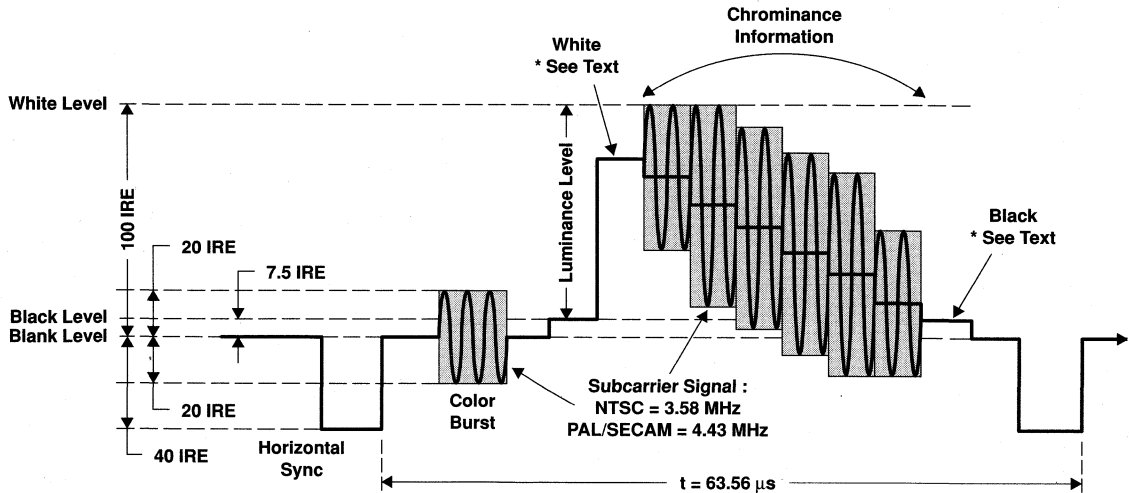 Chrominance
Information
White
* See Text
White Level
Luminance Level
100 IRE
20 IRE
7.5 IRE
Black
* See Text
Black Level
Blank Level
Subcarrier Signal :
NTSC = 3.58 MHz
PAL/SECAM = 4.43 MHz
20 IRE
Color
Burst
40 IRE
Horizontal
Sync
t = 63.56 μs